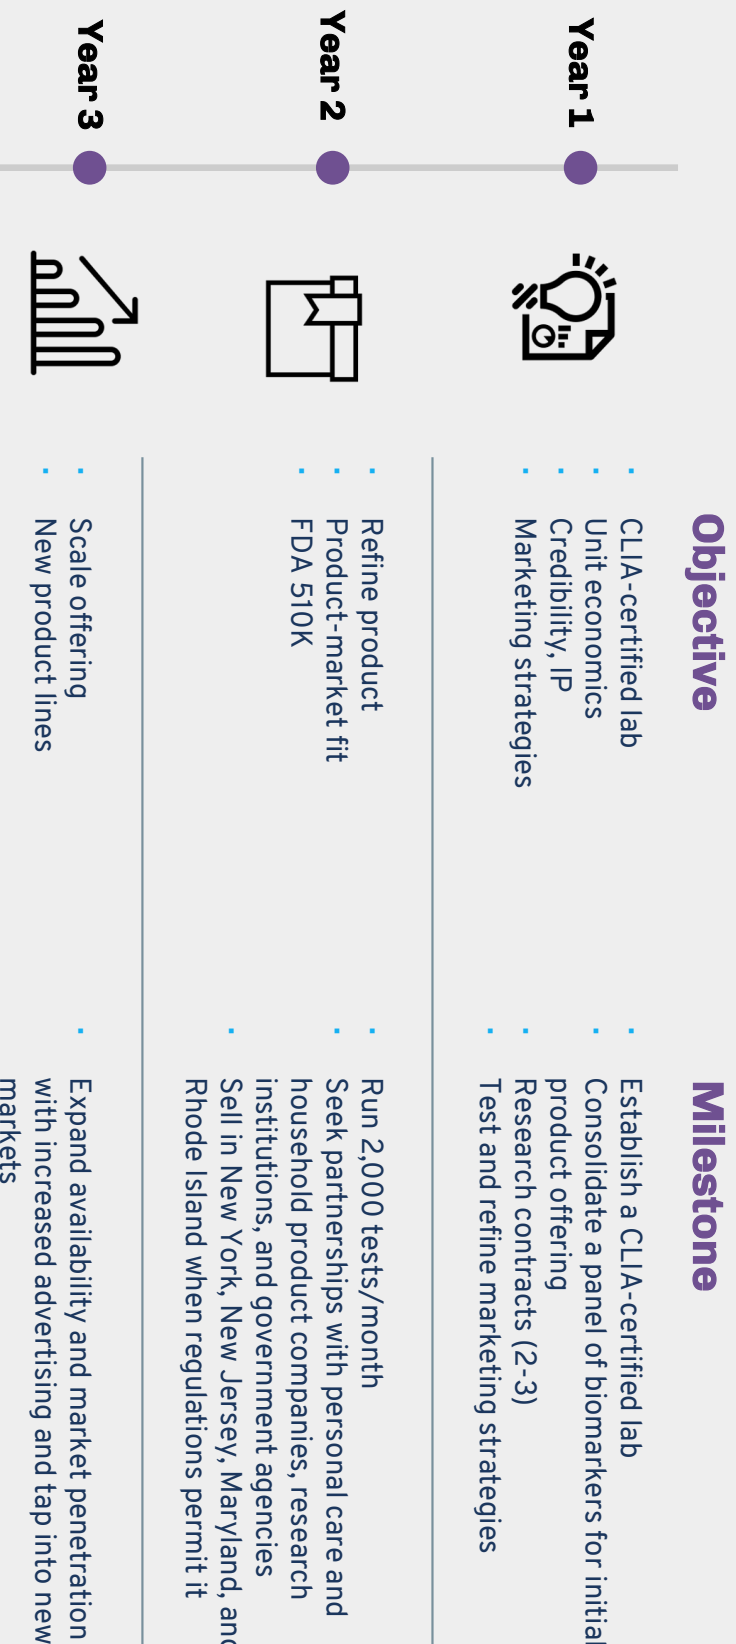 Objective
Milestone
Year 1
CLIA-certified lab
Unit economics
Credibility, IP
Marketing strategies
Establish a CLIA-certified lab
Consolidate a panel of biomarkers for initial
product offering
Research contracts (2-3)
Test and refine marketing strategies
Year 2
Refine product
Product-market fit
FDA 510K
Run 2,000 tests/month
Seek partnerships with personal care and
household product companies, research
institutions, and government agencies
Sell in New York, New Jersey, Maryland, and
Rhode Island when regulations permit it
Year 3
Scale offering
New product lines
Expand availability and market penetration
with increased advertising and tap into new
markets